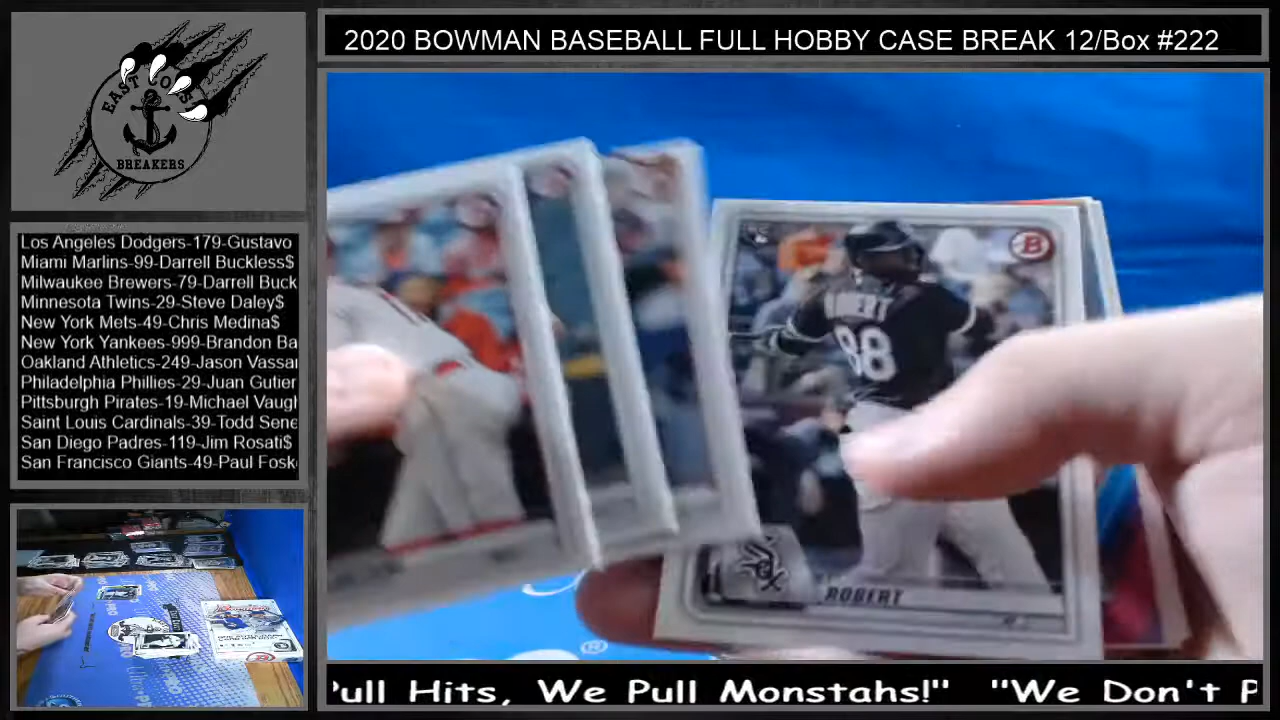 2020 BOWMAN BASEBALL FULL HOBBY CASE BREAK 12/Box #222
EAST COAST
BREAKERS
Los Angeles Dodgers-179-Gustavo
Miami Marlins-99-Darrell Buckless$
Milwaukee Brewers-79-Darrell Buck
Minnesota Twins-29-Steve Daley$
New York Mets-49-Chris Medina$
New York Yankees-999-Brandon Ba
Oakland Athletics-249-Jason Vassar
Philadelphia Phillies-29-Juan Gutier
Pittsburgh Pirates-19-Michael Vaugh
Saint Louis Cardinals-39-Todd Sene
San Diego Padres-119-Jim Rosati$
San Francisco Giants-49-Paul Fosk
B
ROBERT
88
Sox
ROBERT
®
Pull Hits, We Pull Monstahs!" "We Don't P